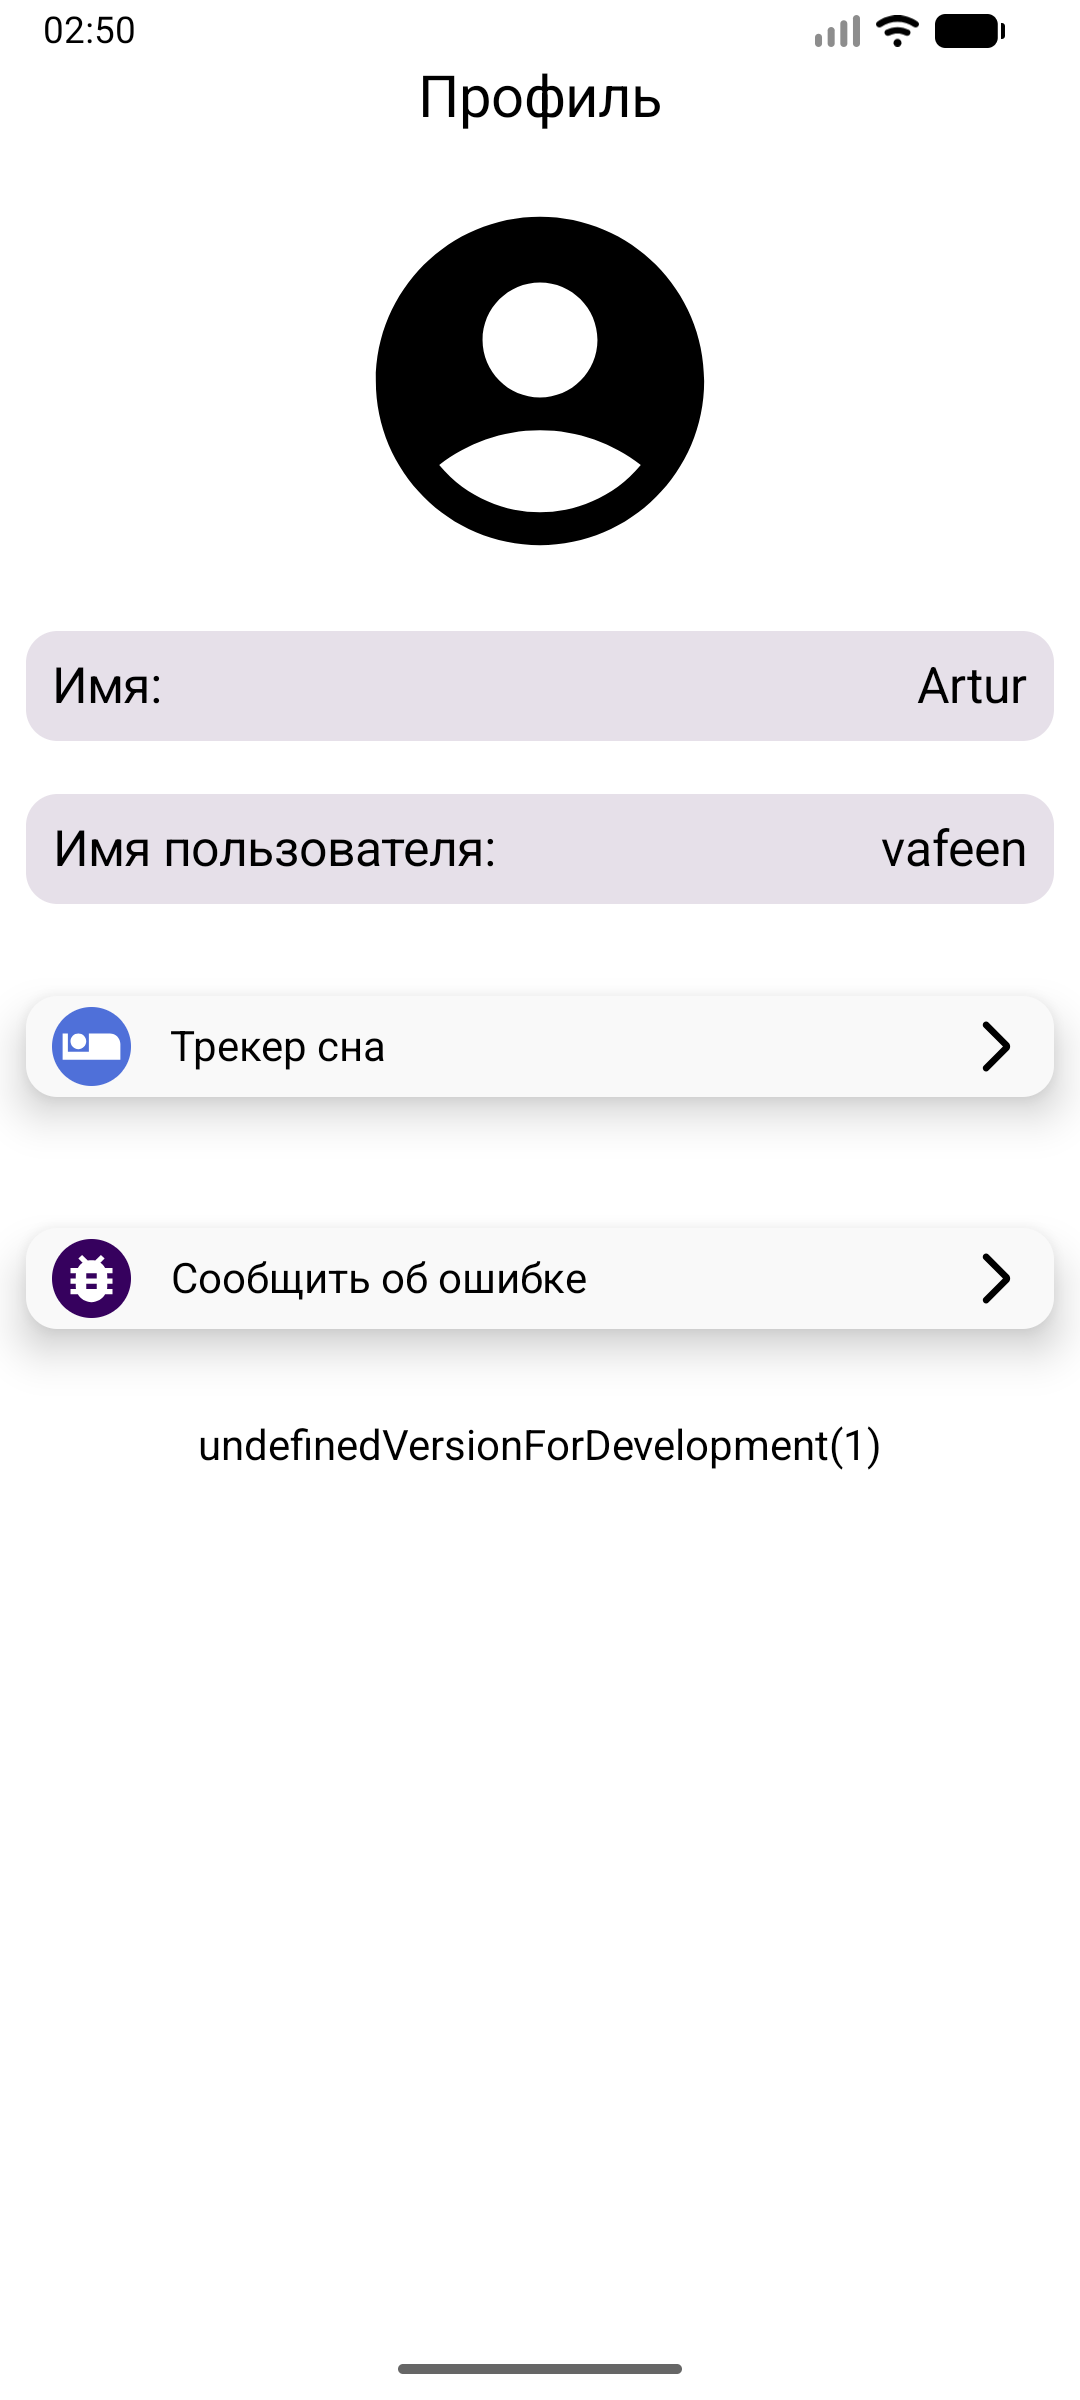 02:50
Профиль
Имя: Artur
Имя пользователя: vafeen
Трекер сна
Сообщить об ошибке
undefinedVersionForDevelopment(1)